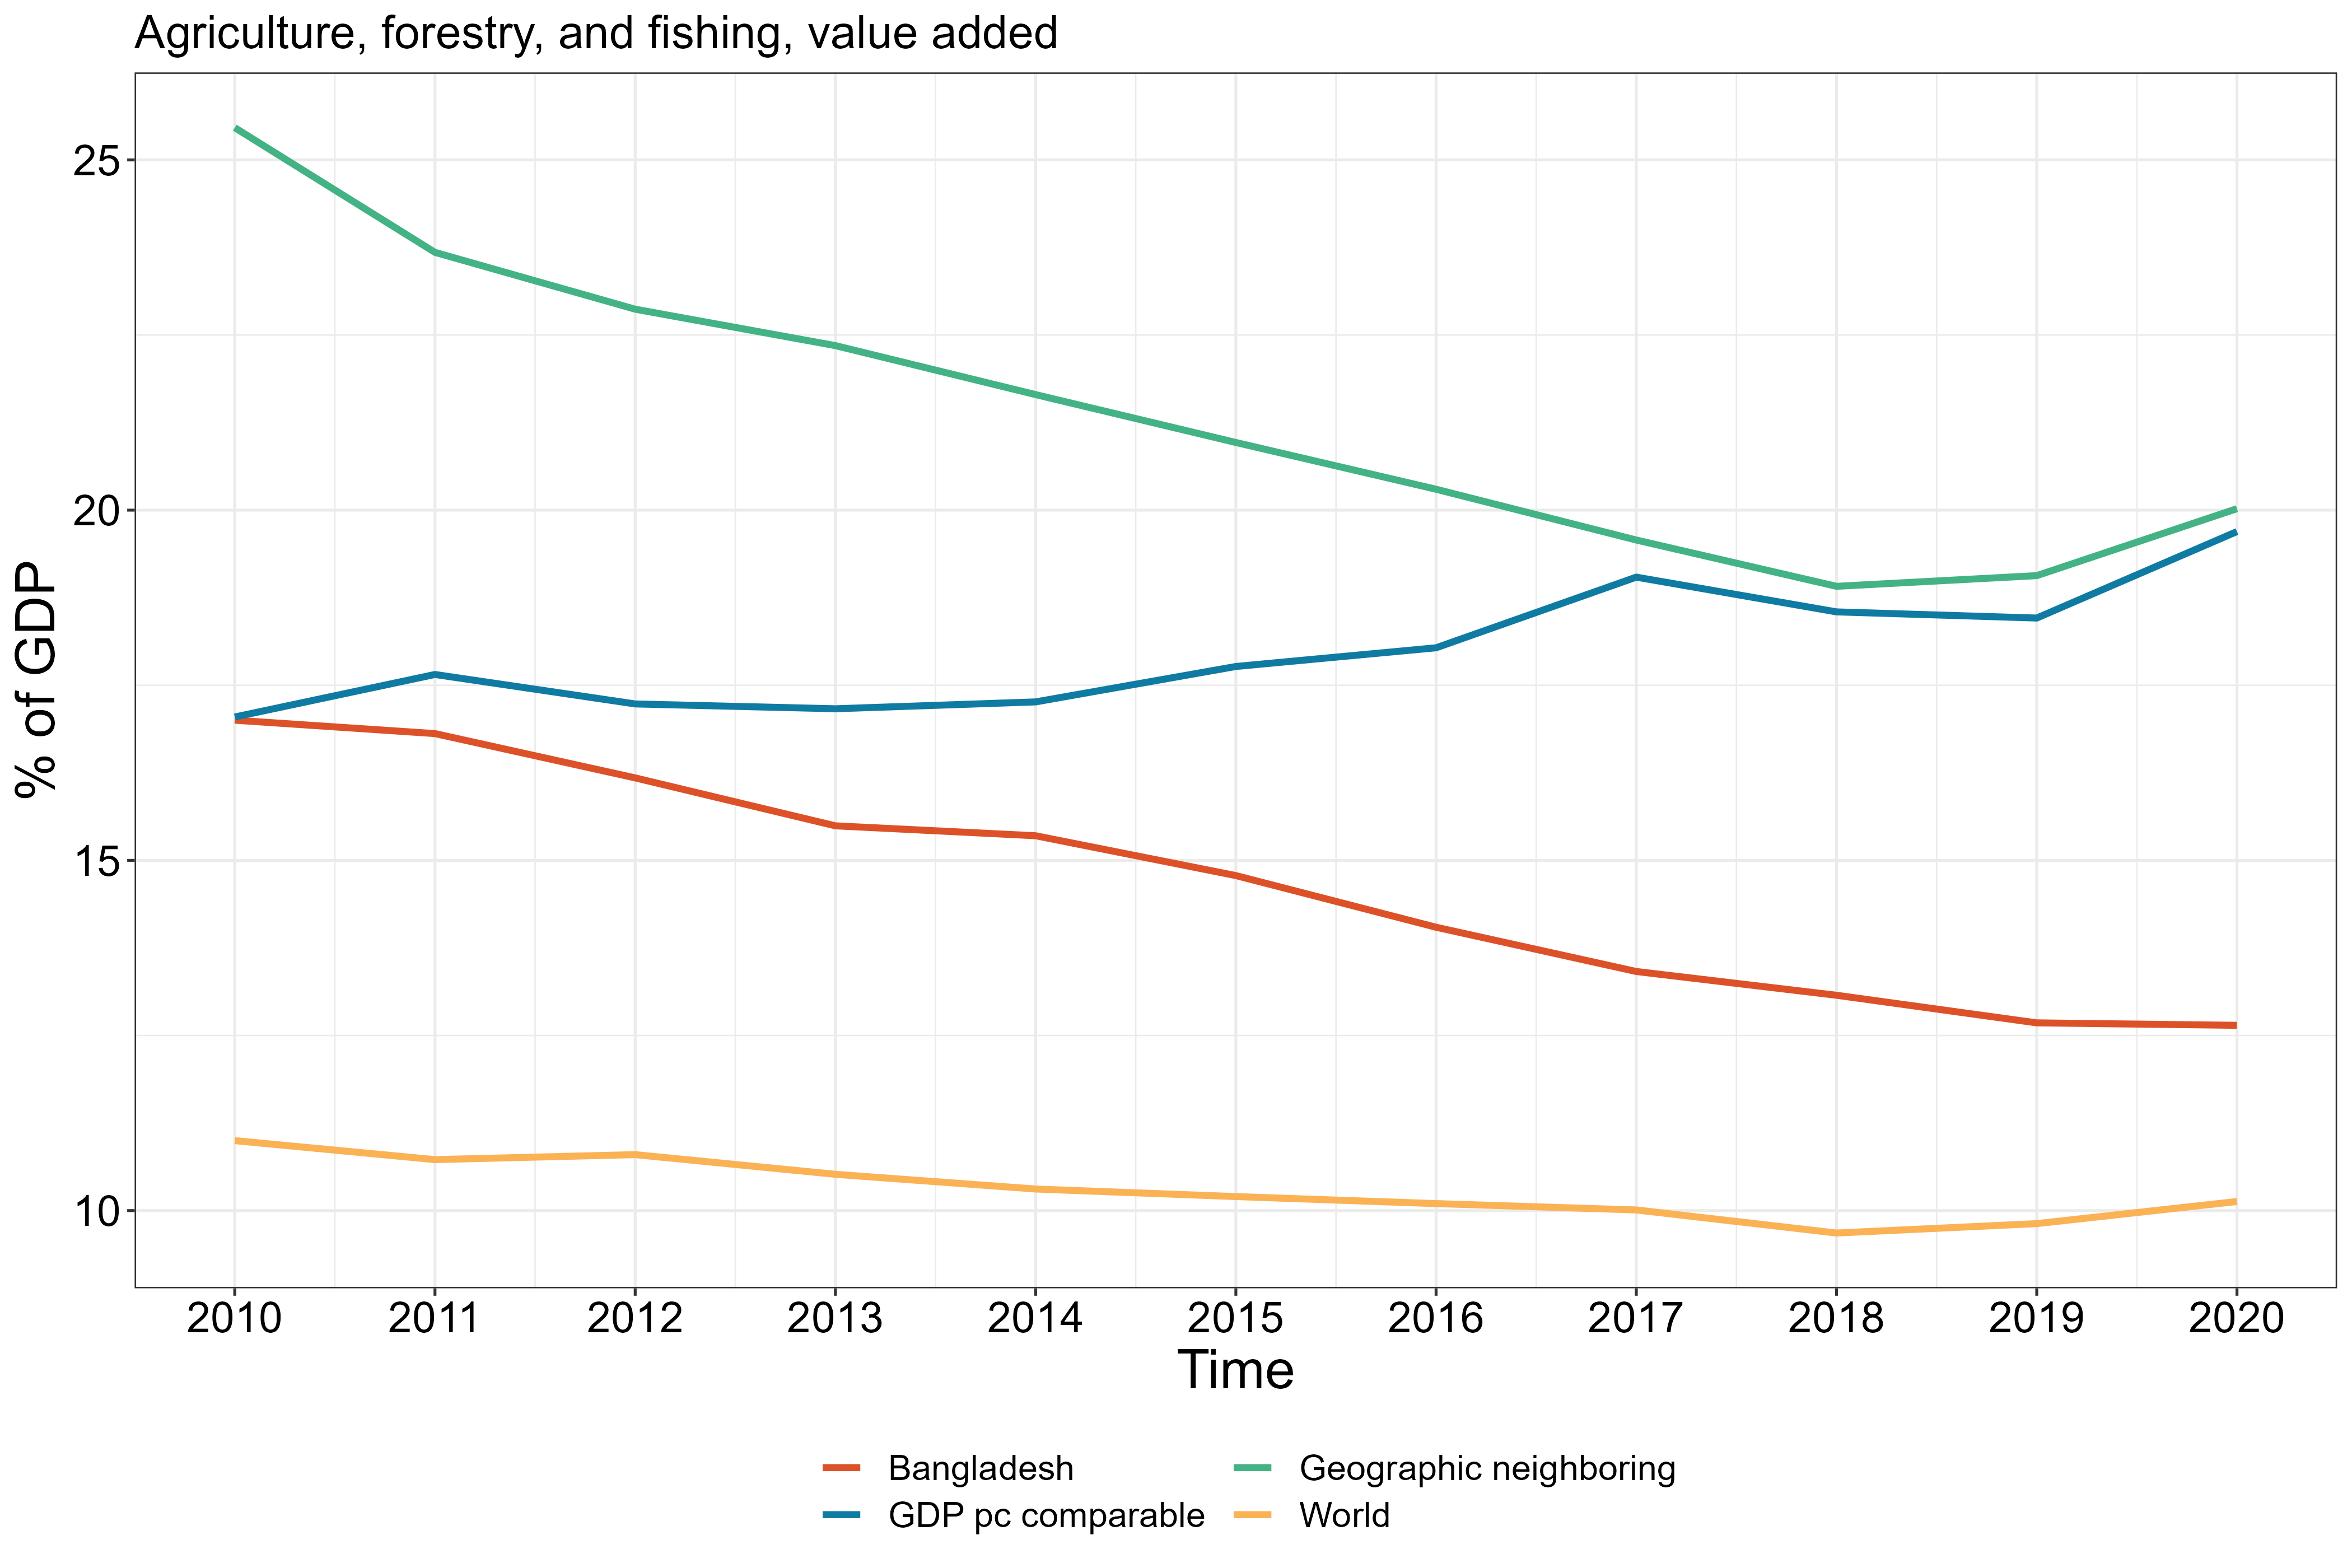 Agriculture, forestry, and fishing, value added
% of GDP
25
20
15
10
2010 2011 2012 2013 2014 2015 2016 2017 2018 2019 2020
Time
Bangladesh Geographic neighboring
GDP pc comparable World